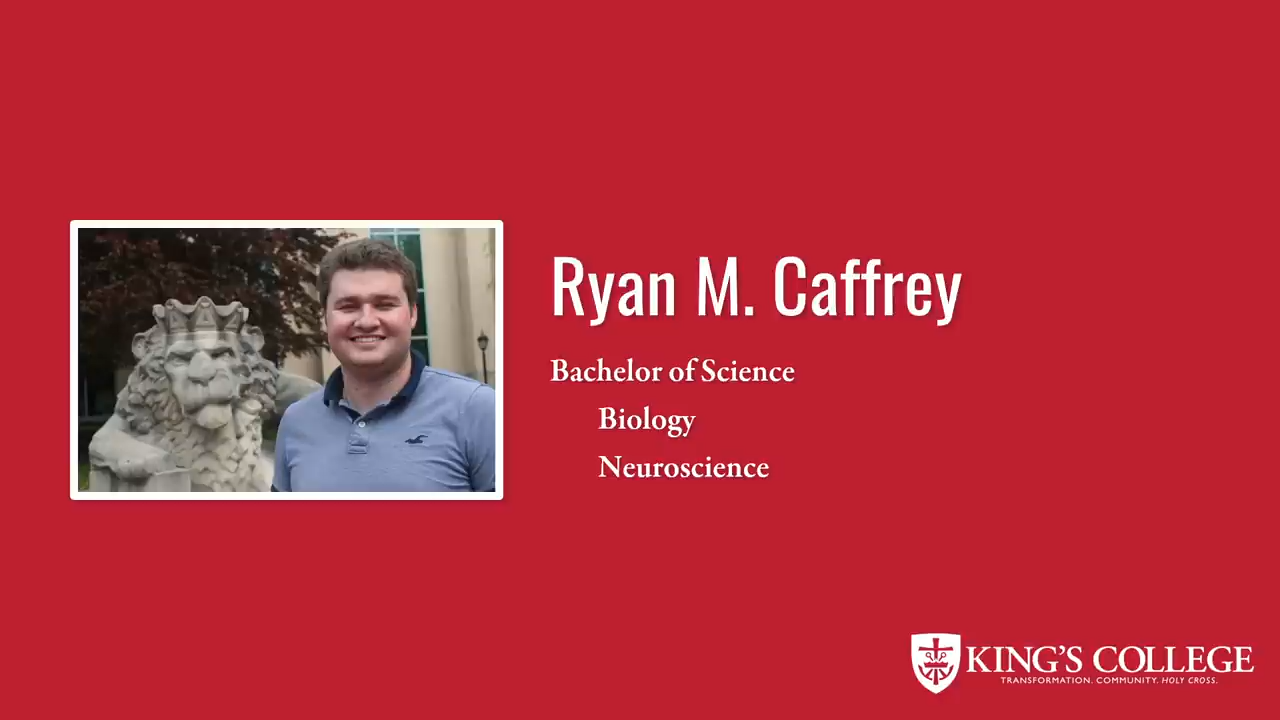 Ryan M. Caffrey
Bachelor of Science
Biology
Neuroscience
KING'S COLLEGE
TRANSFORMATION. COMMUNITY. HOLY CROSS.